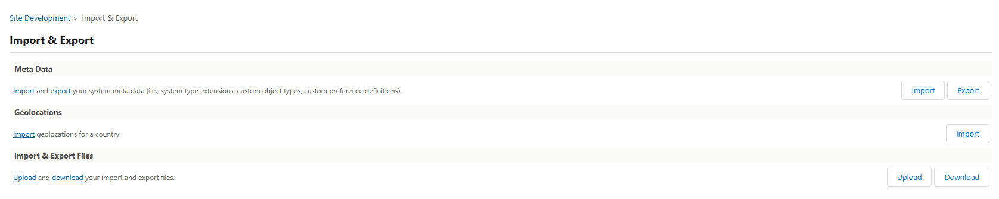 Site Development > Import & Export
Import & Export
Meta Data
Import and export your system meta data (i.e., system type extensions, custom object types, custom preference definitions). Import Export
Geolocations
Import geolocations for a country. Import
Import & Export Files
Upload and download your import and export files. Upload Download